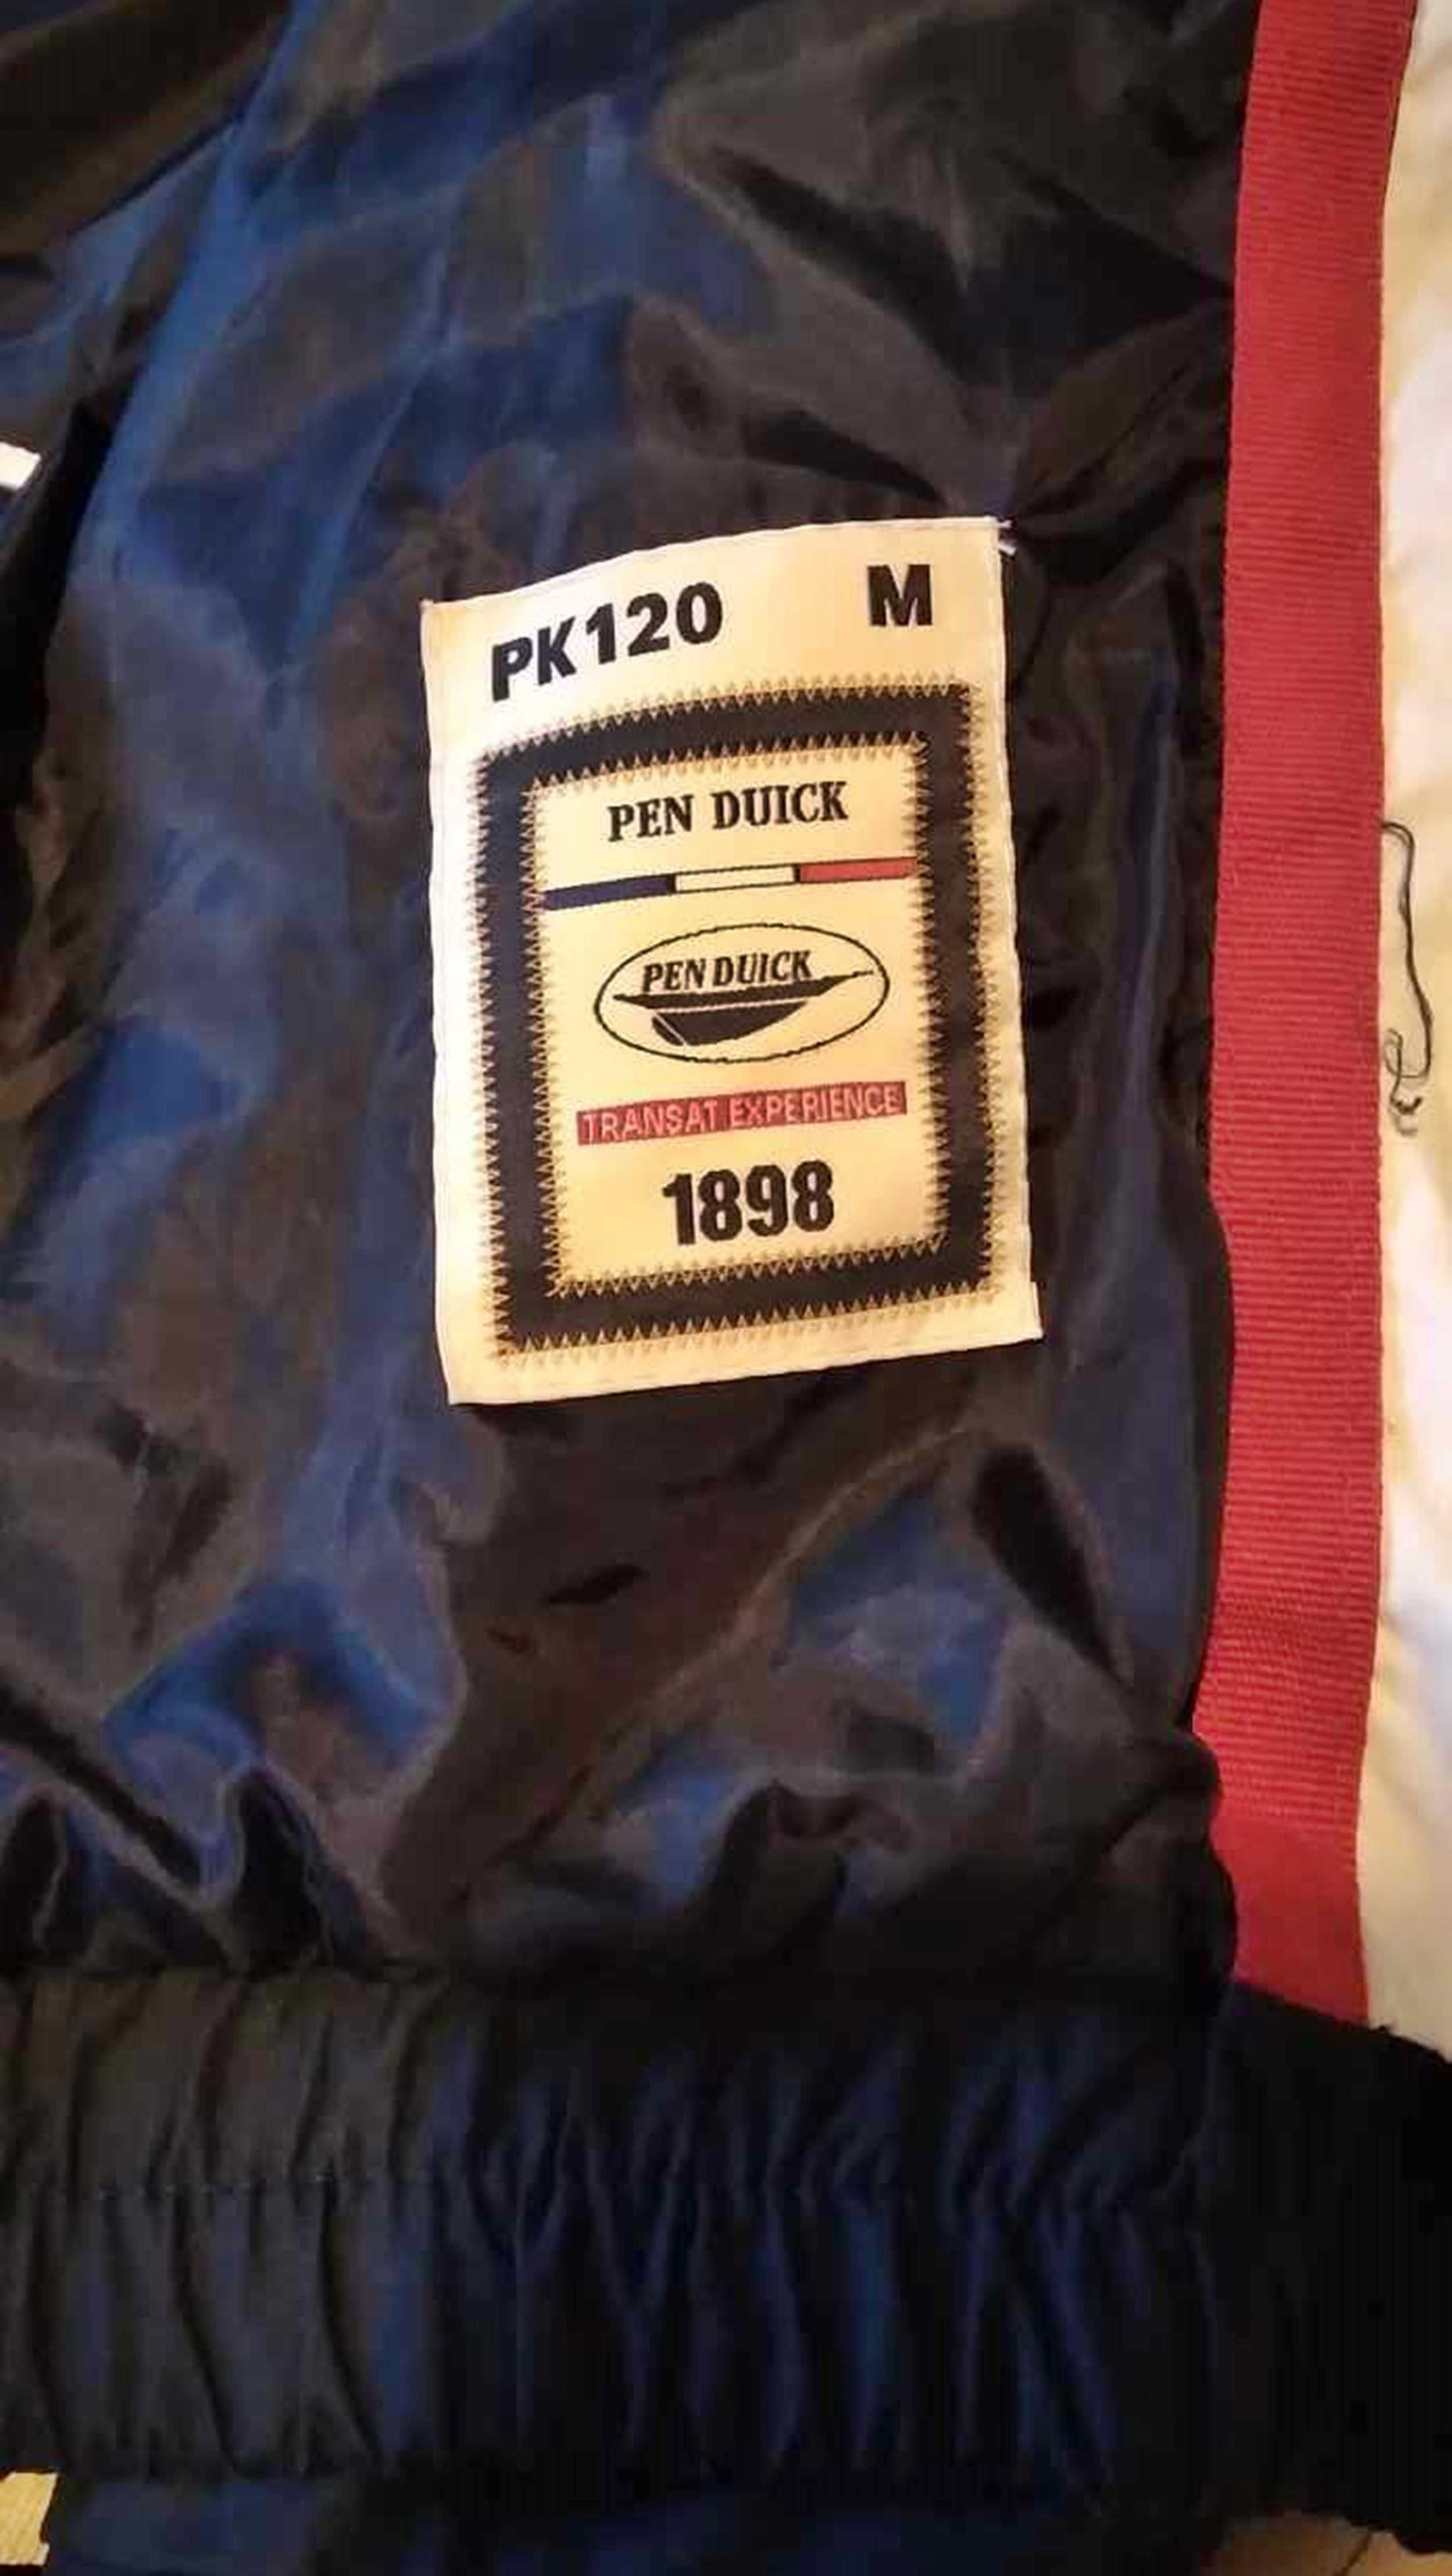 PK120 M
PEN DUICK
PEN DUICK
TRANSAT EXPERIENCE
1898